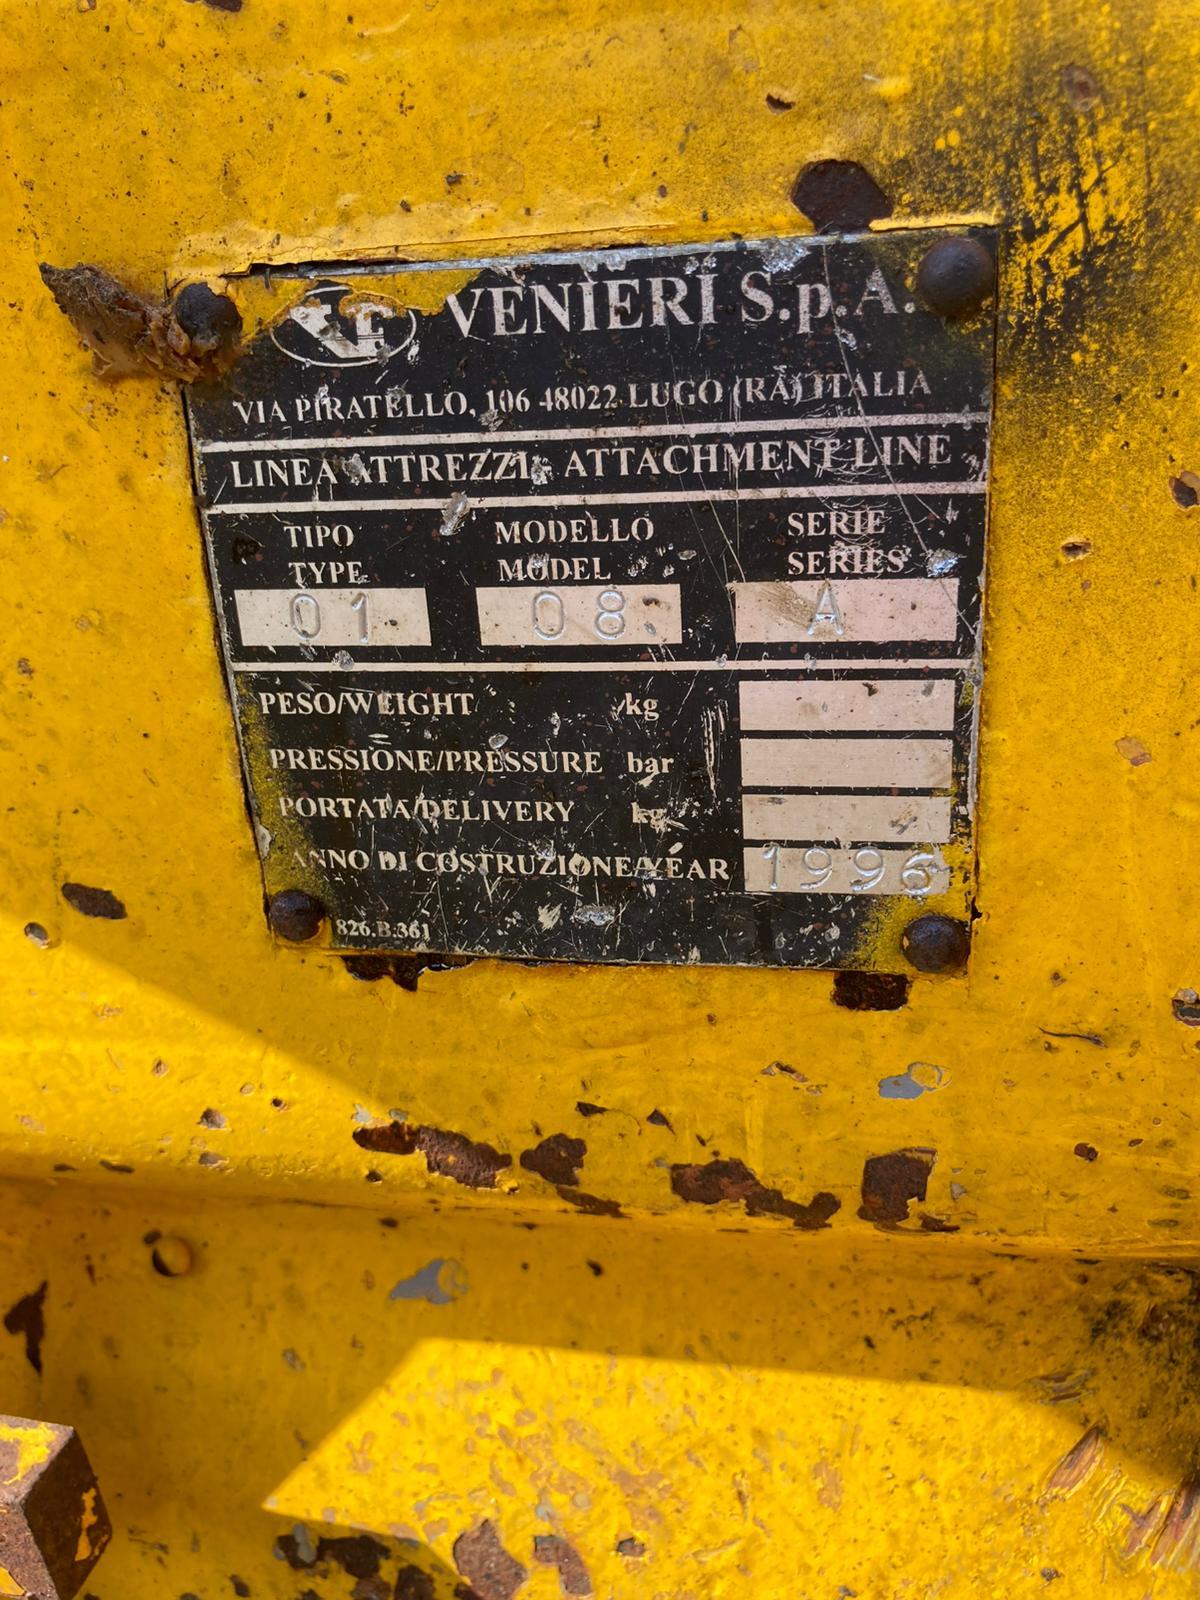 VF VENIERI S.p.A.
VIA PIRATELLO, 106 48022 LUGO (RA) ITALIA
LINEA ATTREZZI - ATTACHMENT LINE
TIPO MODELLO SERIE
TYPE MODEL SERIES
01 08 A
PESO/WEIGHT kg
PRESSIONE/PRESSURE bar
PORTATA/DELIVERY kg
ANNO DI COSTRUZIONE/YEAR 1996
826.B.361